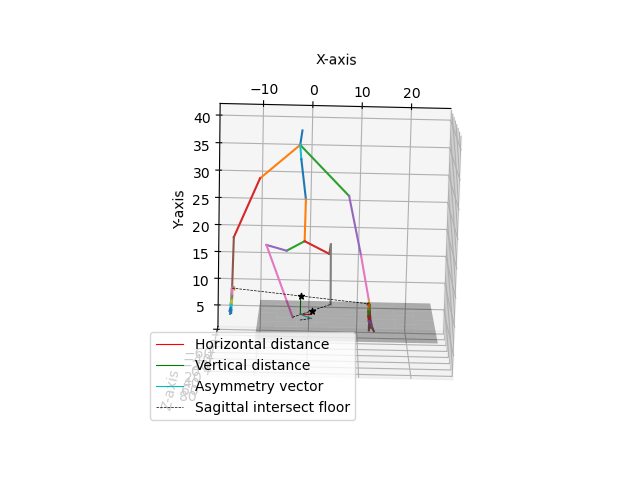 X-axis
−10 0 10 20
40
35
30
25
20
15
10
5
Y-axis
Z-axis
Horizontal distance
Vertical distance
Asymmetry vector
Sagittal intersect floor